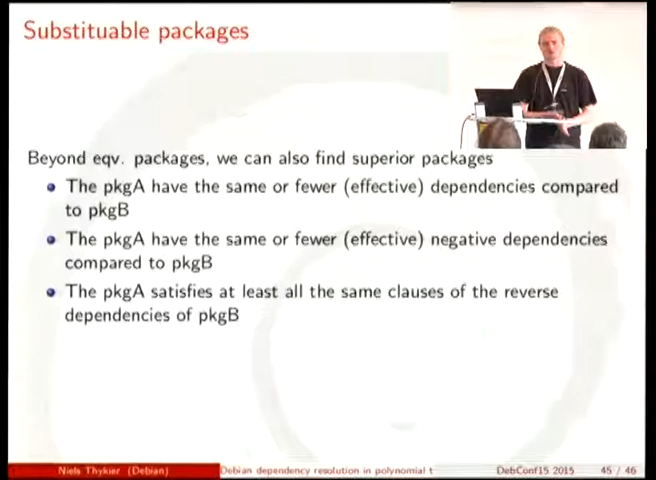 Substituable packages
Beyond eqv. packages, we can also find superior packages
The pkgA have the same or fewer (effective) dependencies compared
to pkgB
The pkgA have the same or fewer (effective) negative dependencies
compared to pkgB
The pkgA satisfies at least all the same clauses of the reverse
dependencies of pkgB
Niels Thykier (Debian)
Debian dependency resolution in polynomial t
DebConf15 2015
45 / 46